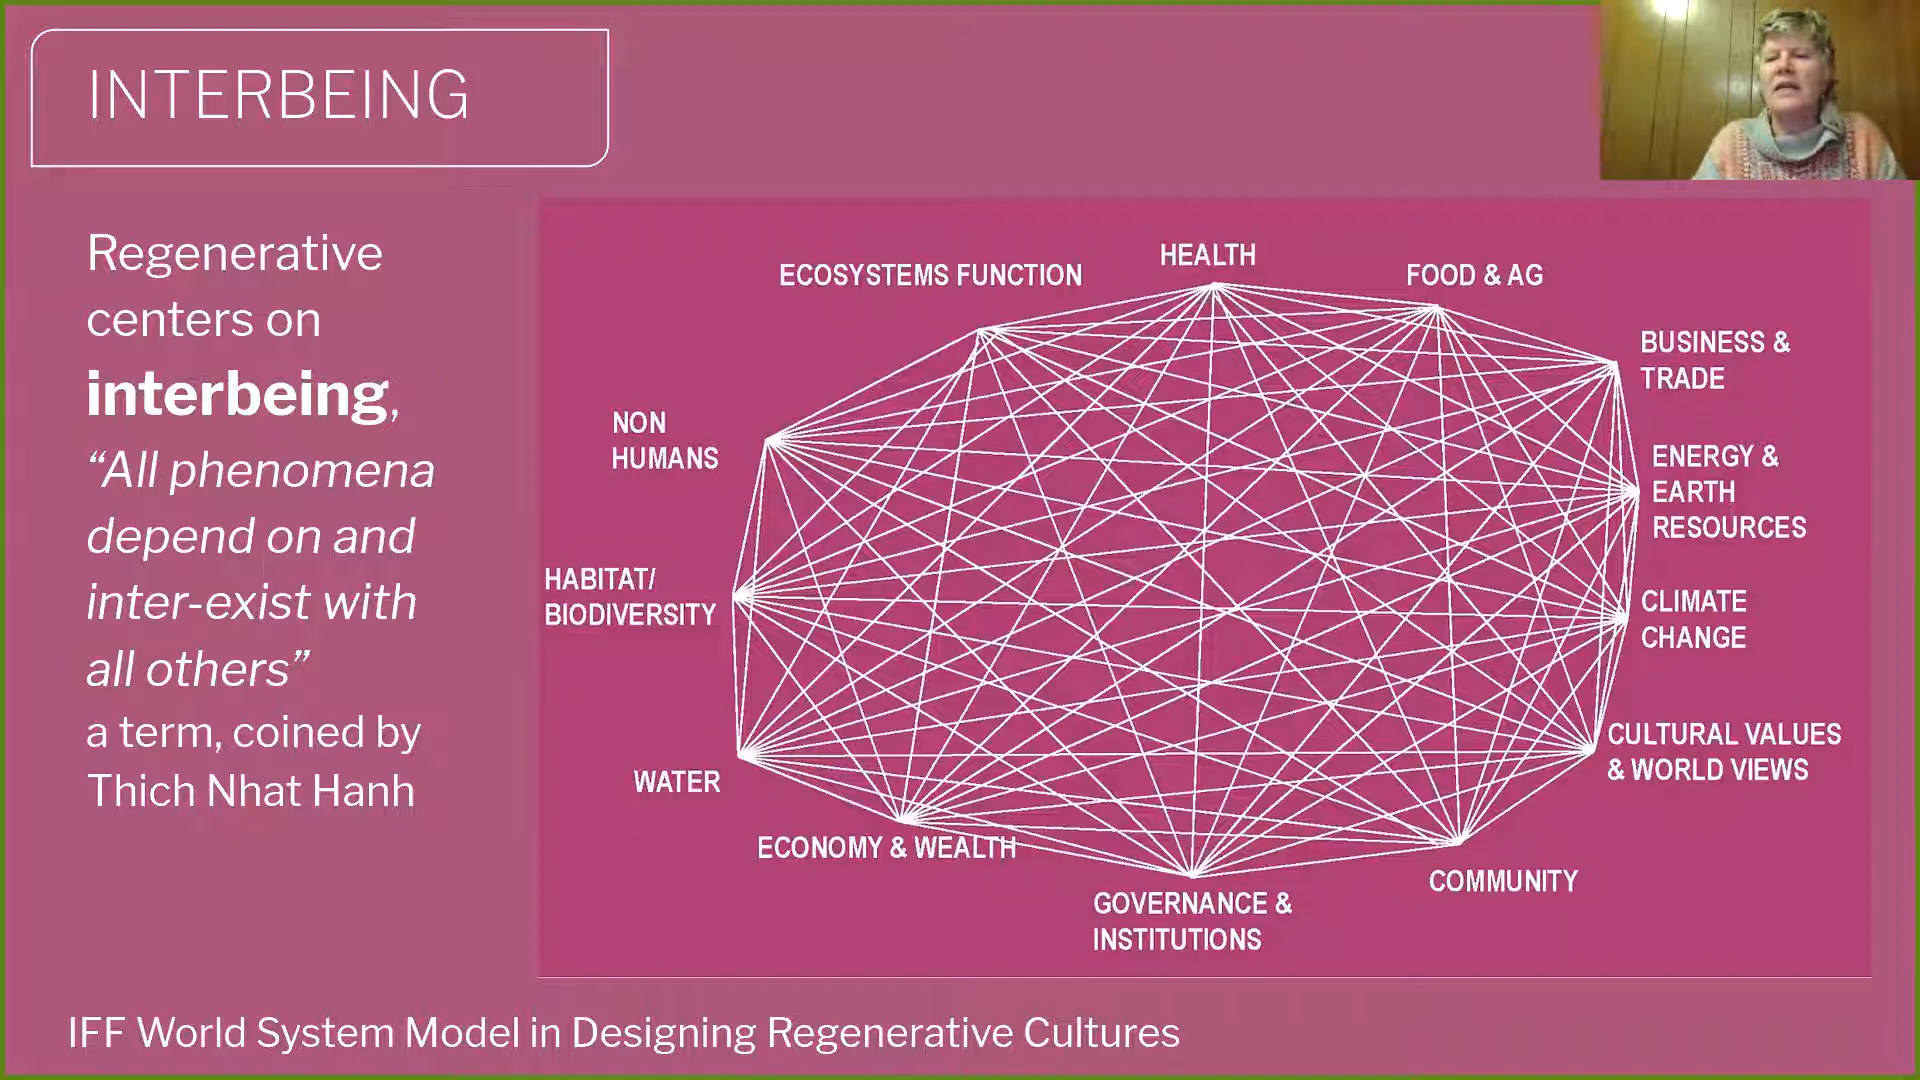 INTERBEING
Regenerative
centers on
interbeing,
“All phenomena
depend on and
inter-exist with
all others”
a term, coined by
Thich Nhat Hanh
HEALTH
ECOSYSTEMS FUNCTION
FOOD & AG
BUSINESS &
TRADE
NON
HUMANS
ENERGY &
EARTH
RESOURCES
HABITAT/
BIODIVERSITY
CLIMATE
CHANGE
CULTURAL VALUES
& WORLD VIEWS
WATER
ECONOMY & WEALTH
COMMUNITY
GOVERNANCE &
INSTITUTIONS
IFF World System Model in Designing Regenerative Cultures